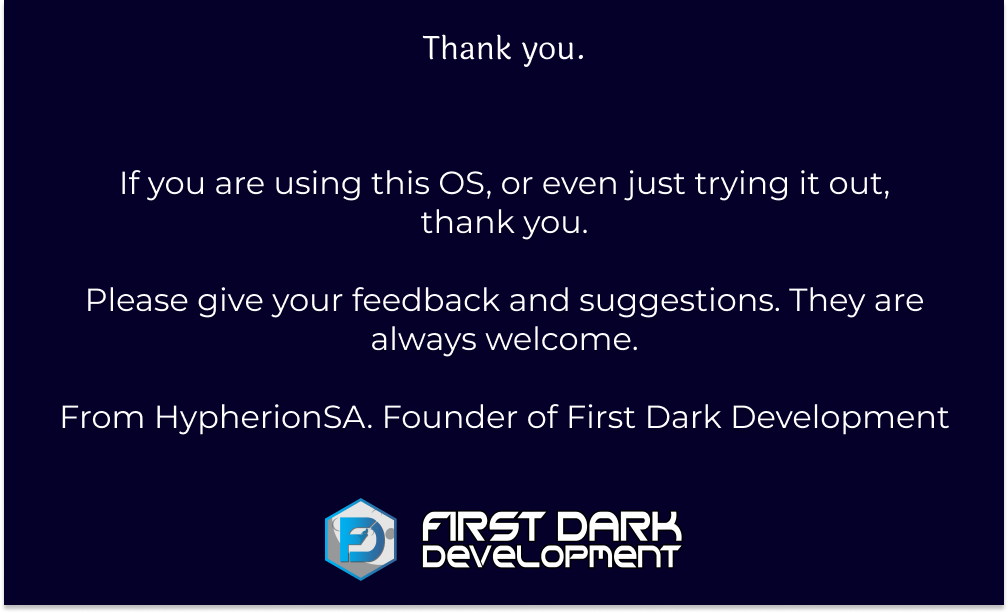 Thank you.
If you are using this OS, or even just trying it out,
thank you.
Please give your feedback and suggestions. They are
always welcome.
From HypherionSA. Founder of First Dark Development
FIRST DARK
DEVELOPMENT